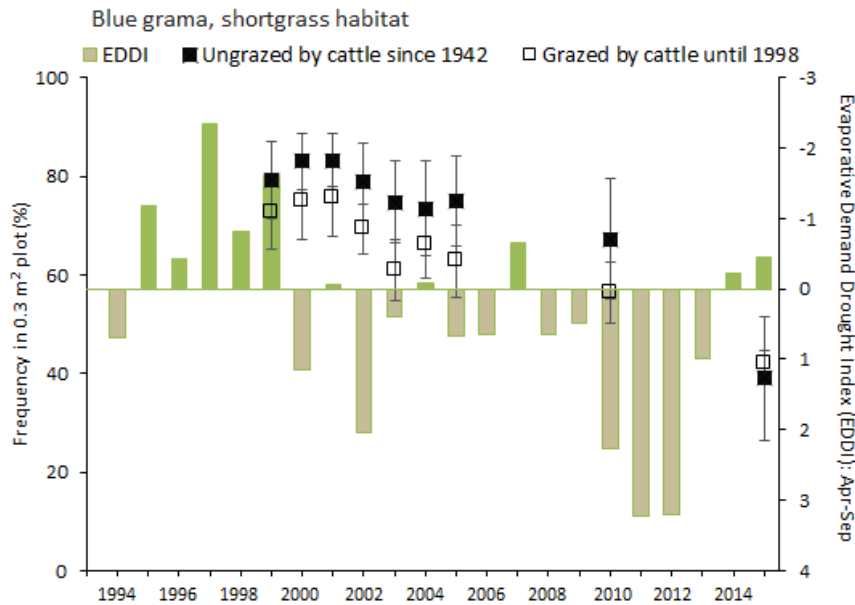 Blue grama, shortgrass habitat
EDDI Ungrazed by cattle since 1942 Grazed by cattle until 1998
100
80
60
40
20
0
Frequency in 0.3 m² plot (%)
-3
-2
-1
0
1
2
3
4
Evaporative Demand Drought Index (EDDI): Apr-Sep
1994 1996 1998 2000 2002 2004 2006 2008 2010 2012 2014